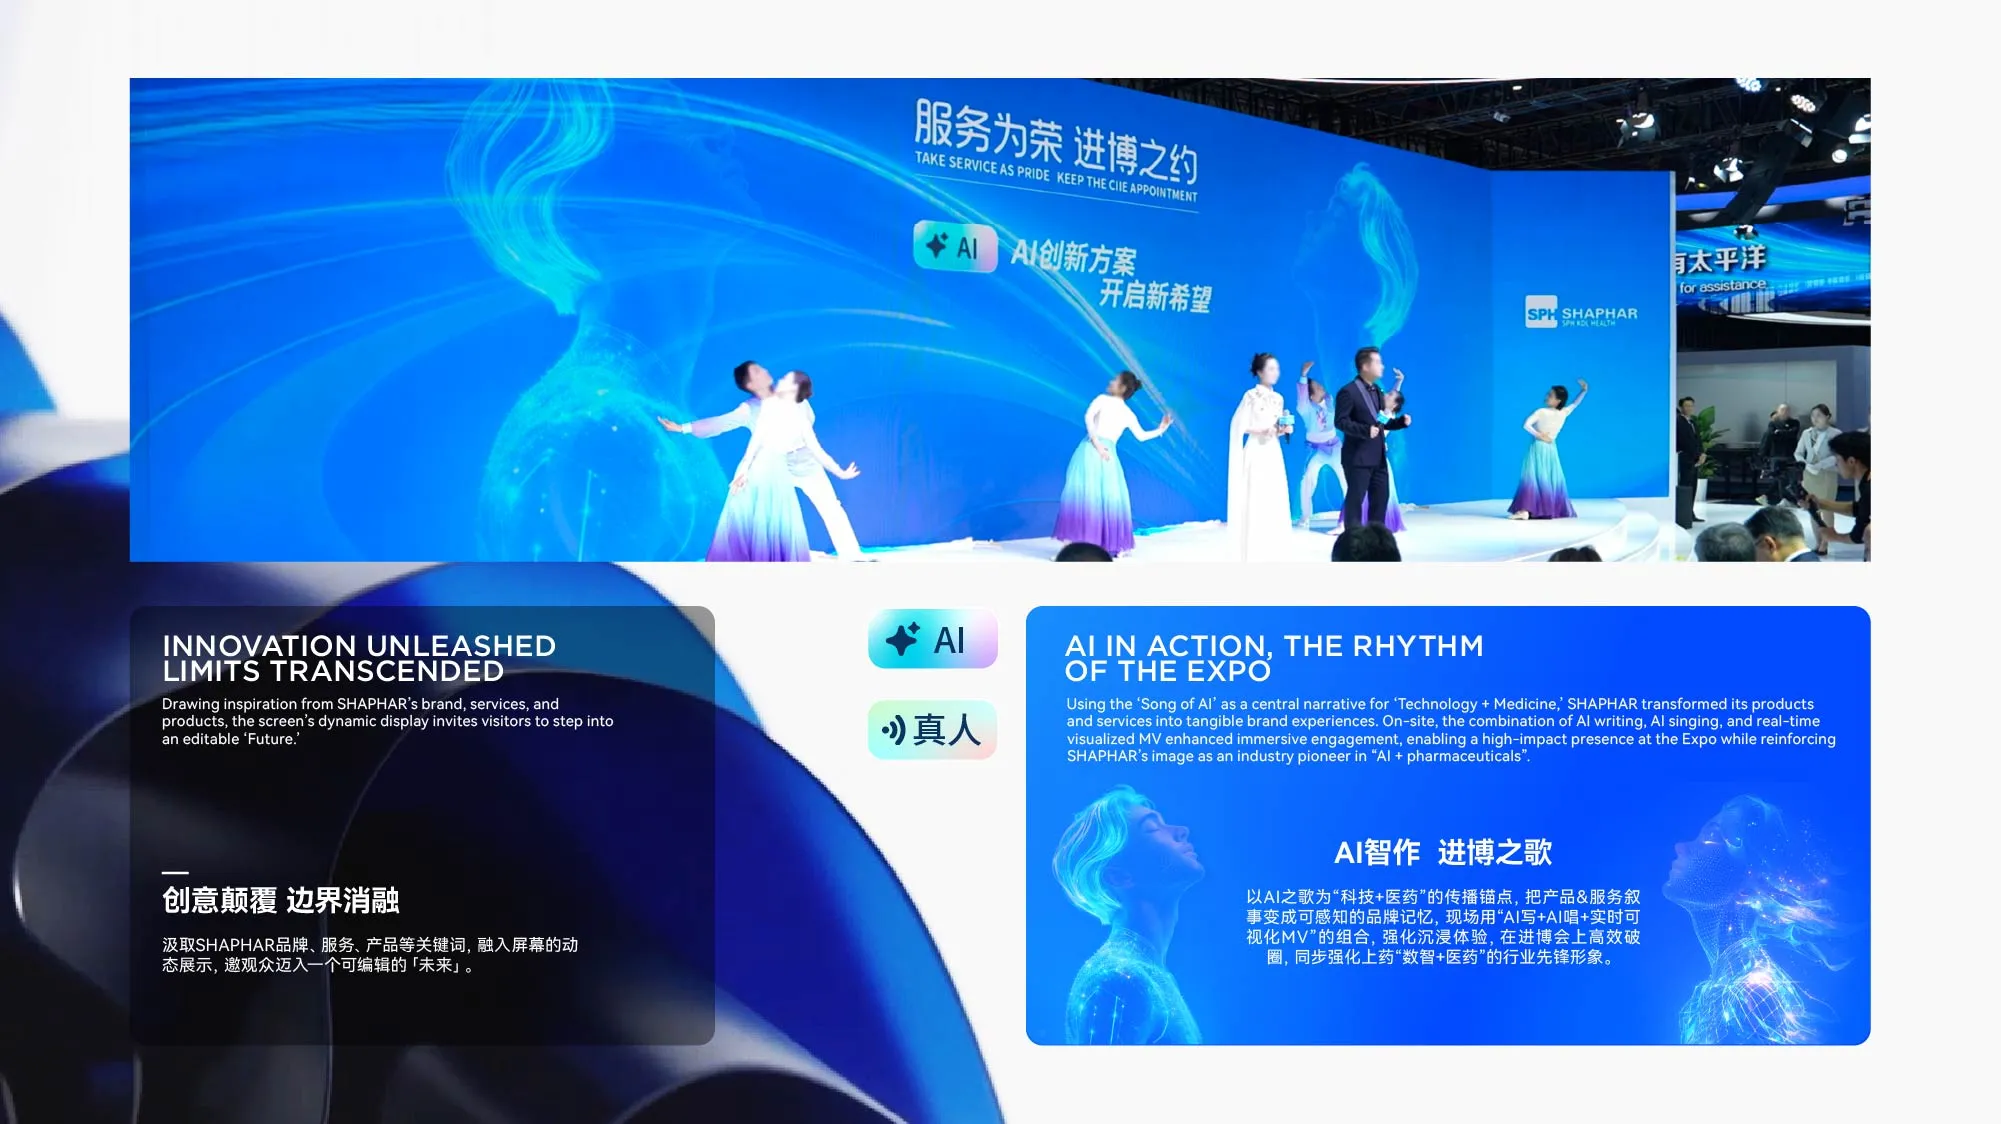 服务为荣 进博之约
TAKE SERVICE AS PRIDE KEEP THE CIIE APPOINTMENT
AI
AI创新方案
开启新希望
SPH SHAPHAR
SPH KDL HEALTH
太平洋
for assistance
INNOVATION UNLEASHED
LIMITS TRANSCENDED
Drawing inspiration from SHAPHAR’s brand, services, and
products, the screen’s dynamic display invites visitors to step into
an editable ‘Future.’
创意颠覆 边界消融
汲取SHAPHAR品牌、服务、产品等关键词, 融入屏幕的动
态展示, 邀观众迈入一个可编辑的「未来」。
AI
真人
AI IN ACTION, THE RHYTHM
OF THE EXPO
Using the ‘Song of AI’ as a central narrative for ‘Technology + Medicine,’ SHAPHAR transformed its products
and services into tangible brand experiences. On-site, the combination of AI writing, AI singing, and real-time
visualized MV enhanced immersive engagement, enabling a high-impact presence at the Expo while reinforcing
SHAPHAR’s image as an industry pioneer in “AI + pharmaceuticals”.
AI智作 进博之歌
以AI之歌为“科技+医药”的传播锚点, 把产品&服务叙
事变成可感知的品牌记忆, 现场用“AI写+AI唱+实时可
视化MV”的组合, 强化沉浸体验, 在进博会上高效破
圈, 同步强化上药“数智+医药”的行业先锋形象。